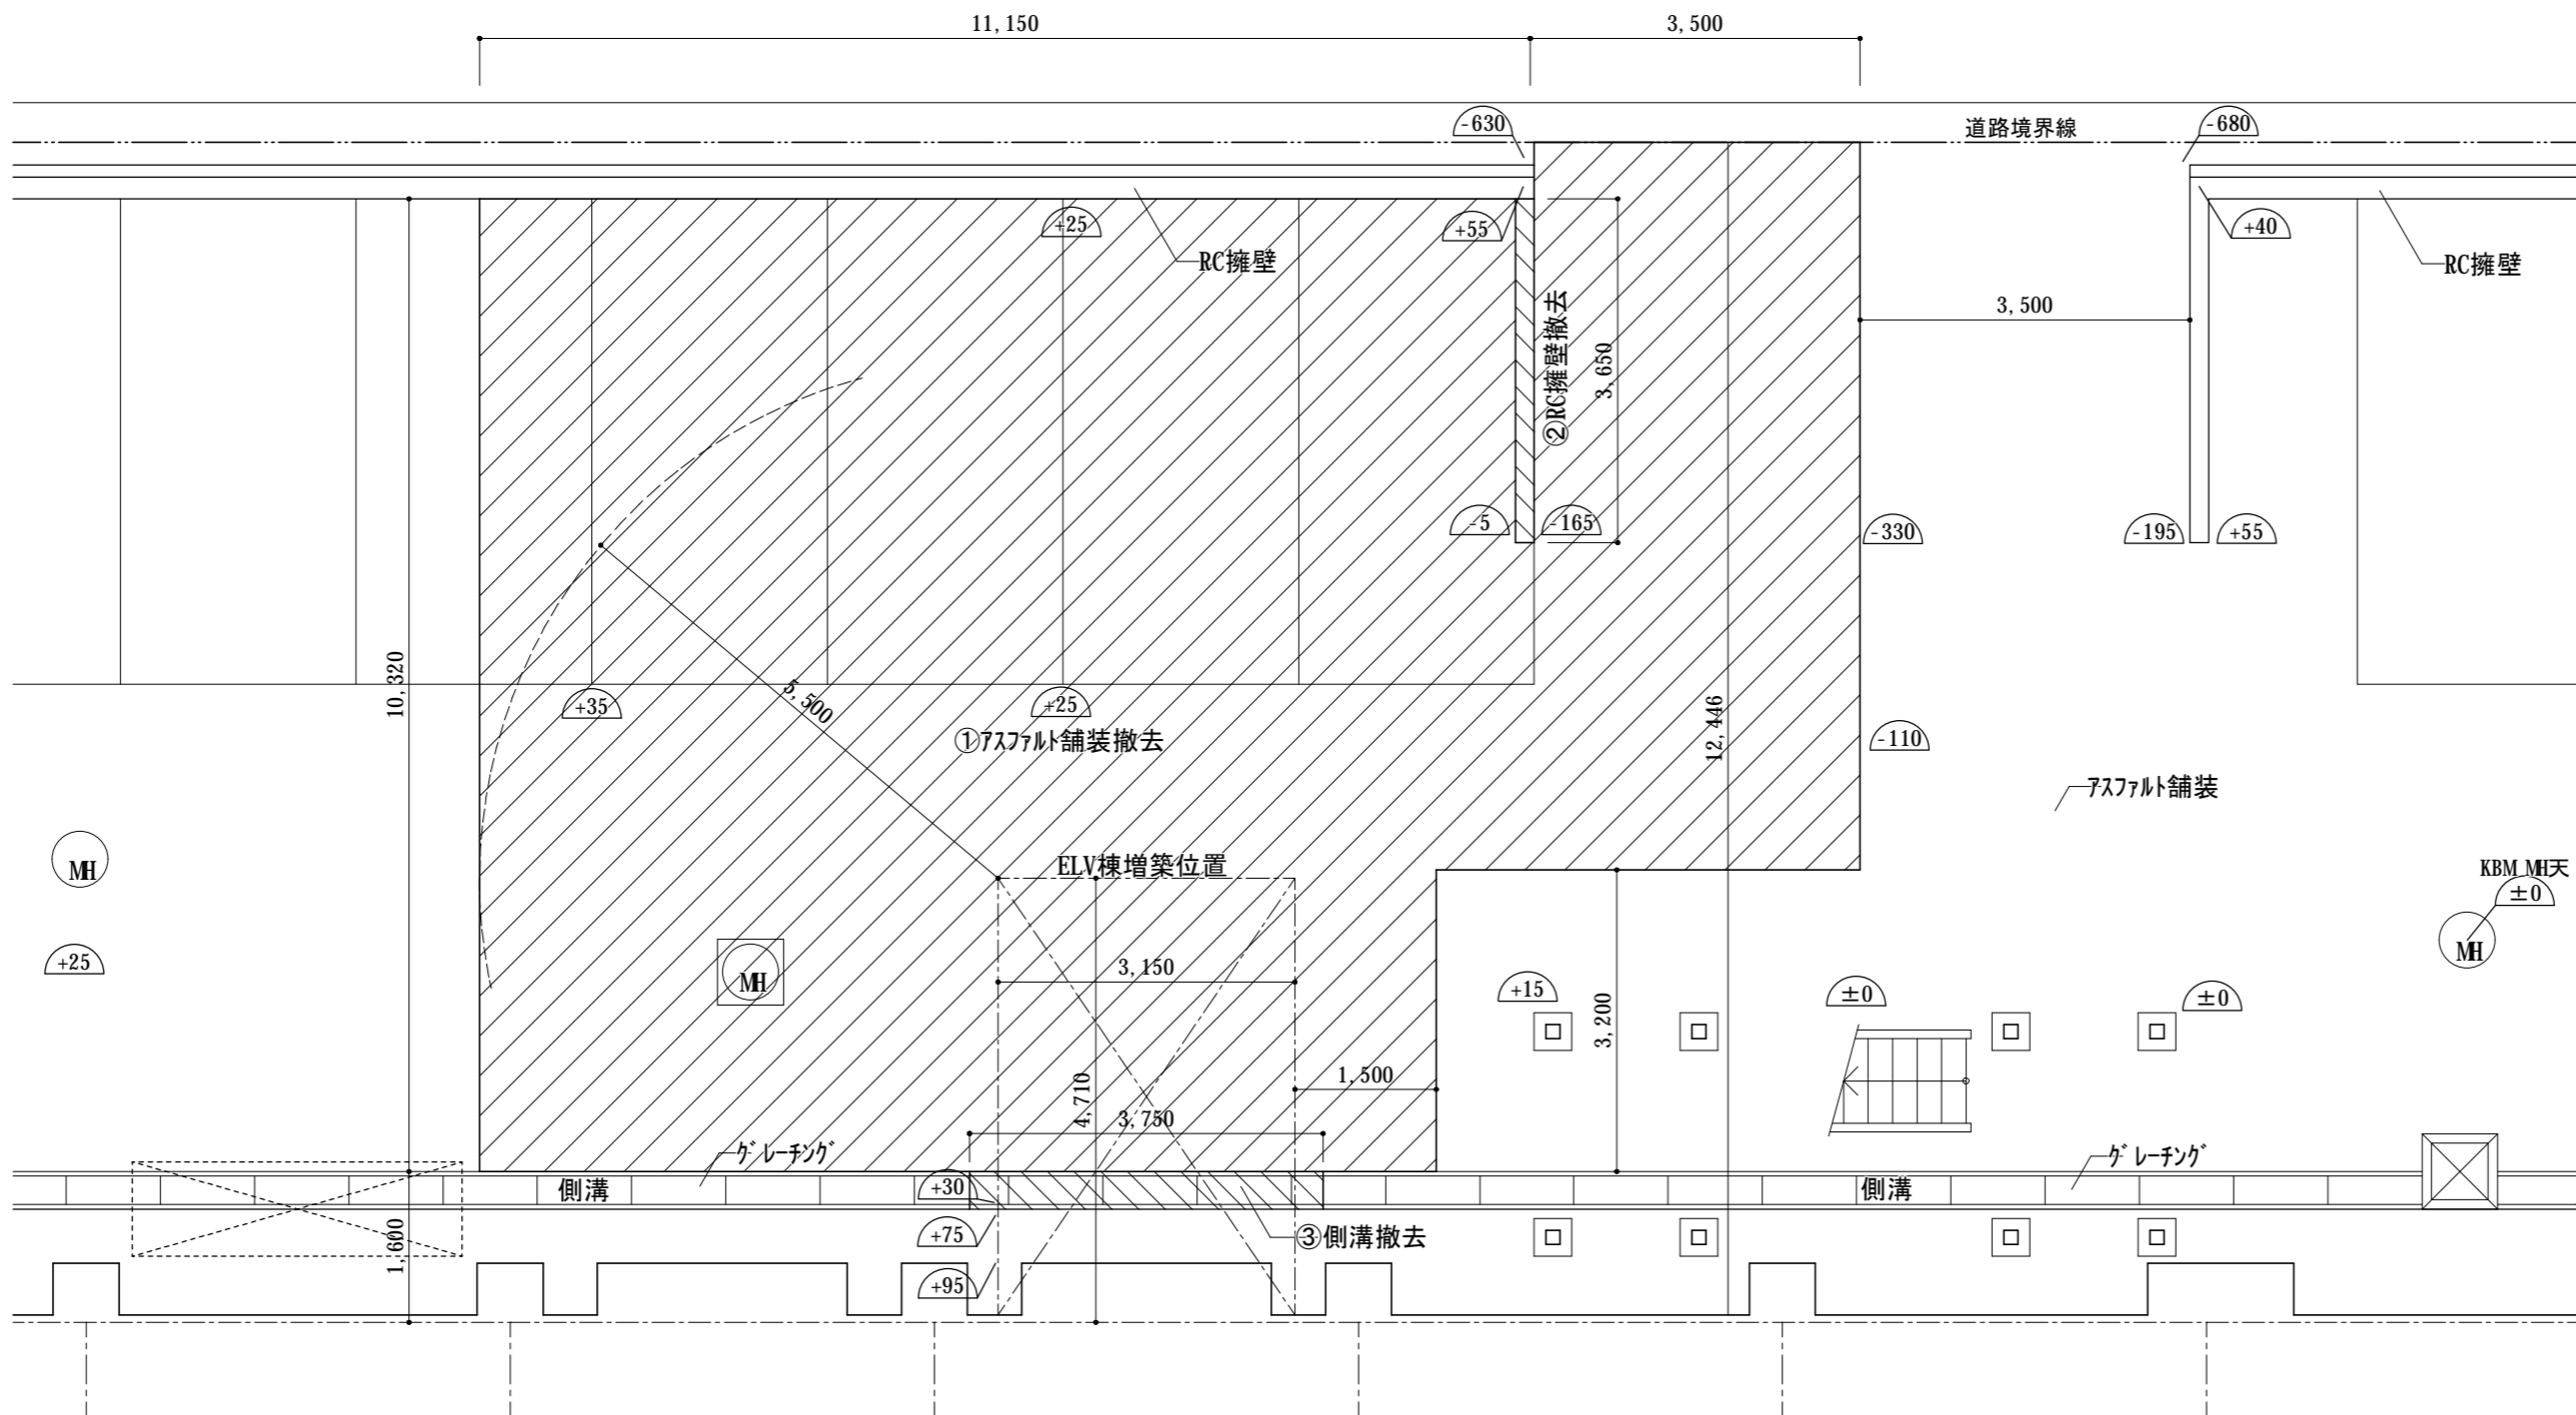 11,150
3,500
-630
道路境界線
-680
+25
+55
+40
RC擁壁
RC擁壁
3,500
②RC擁壁撤去
3,650
-5
-165
-330
-195
+55
10,320
+35
5,500
+25
12,446
①アスファルト舗装撤去
-110
アスファルト舗装
MH
ELV棟増築位置
KBM MH天
±0
MH
+25
MH
3,150
+15
±0
±0
3,200
4,710
1,500
3,750
グレーチング
グレーチング
側溝
+30
側溝
+75
③側溝撤去
1,600
+95